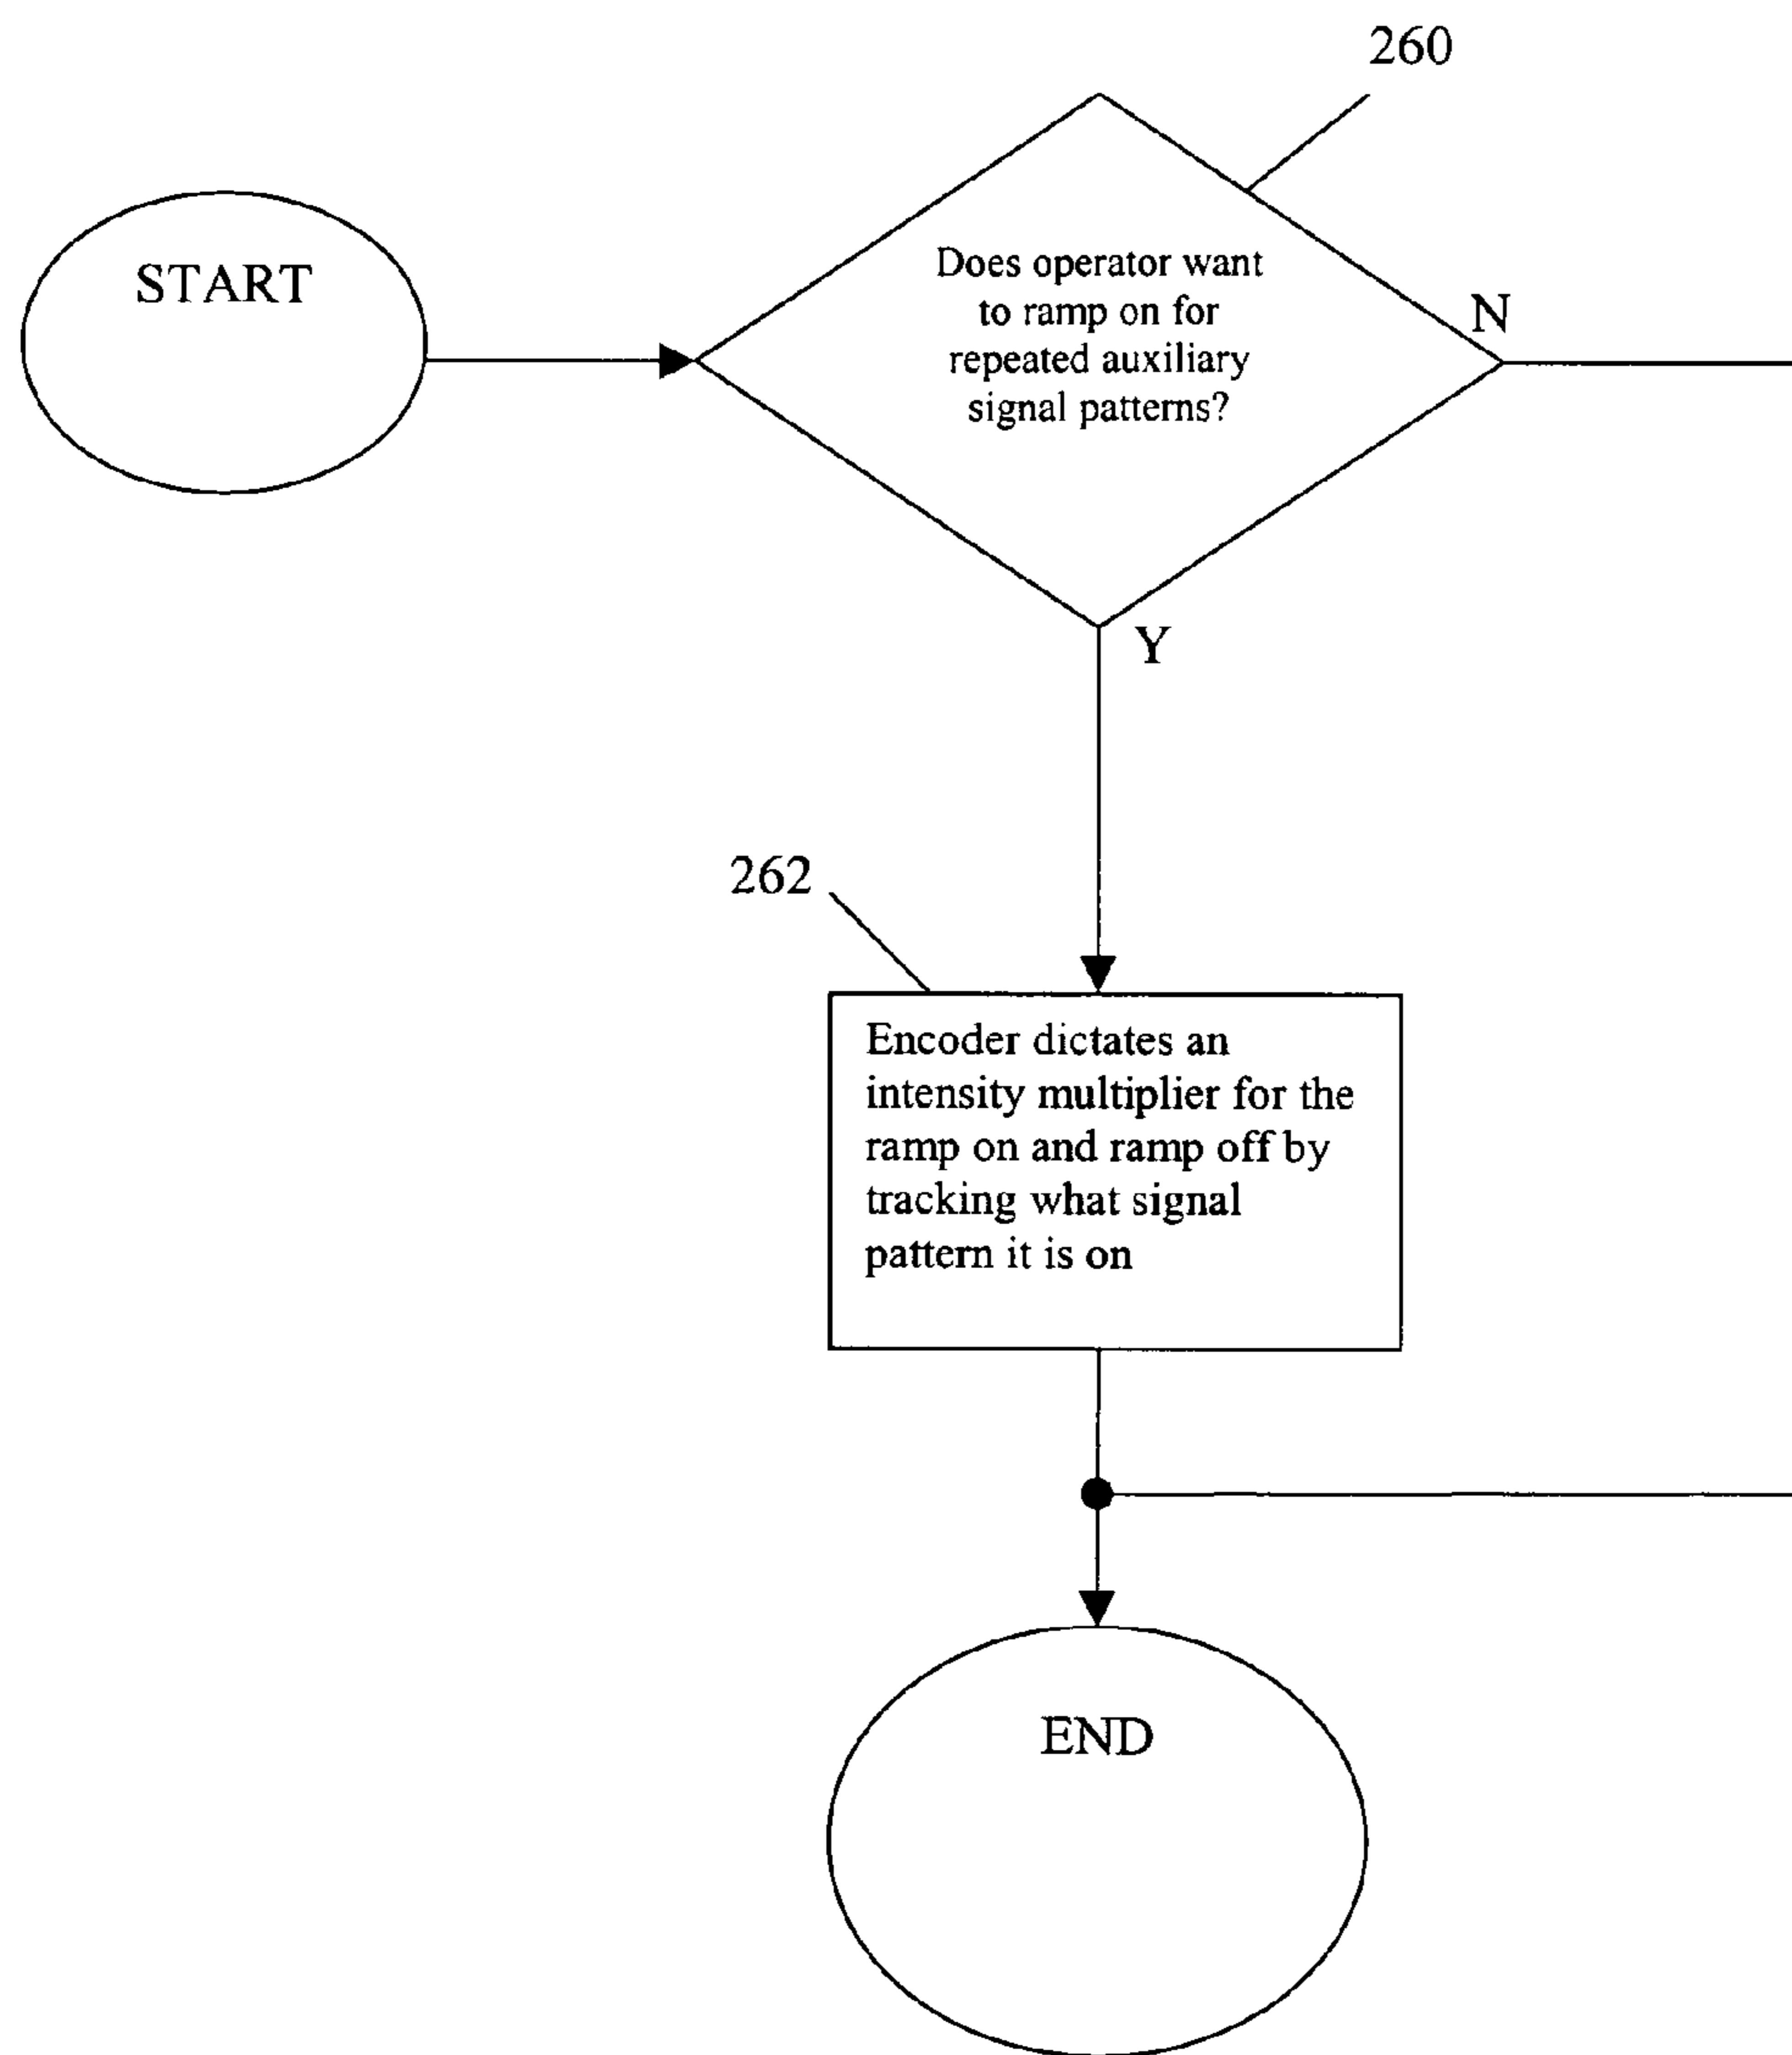 260
START
Does operator want
to ramp on for
repeated auxiliary
signal patterns?
N
Y
262
Encoder dictates an
intensity multiplier for the
ramp on and ramp off by
tracking what signal
pattern it is on
END